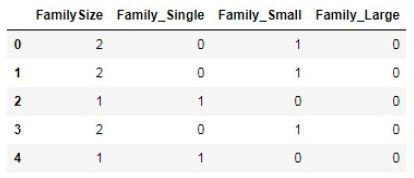 FamilySize Family_Single Family_Small Family_Large
0 2 0 1 0
1 2 0 1 0
2 1 1 0 0
3 2 0 1 0
4 1 1 0 0